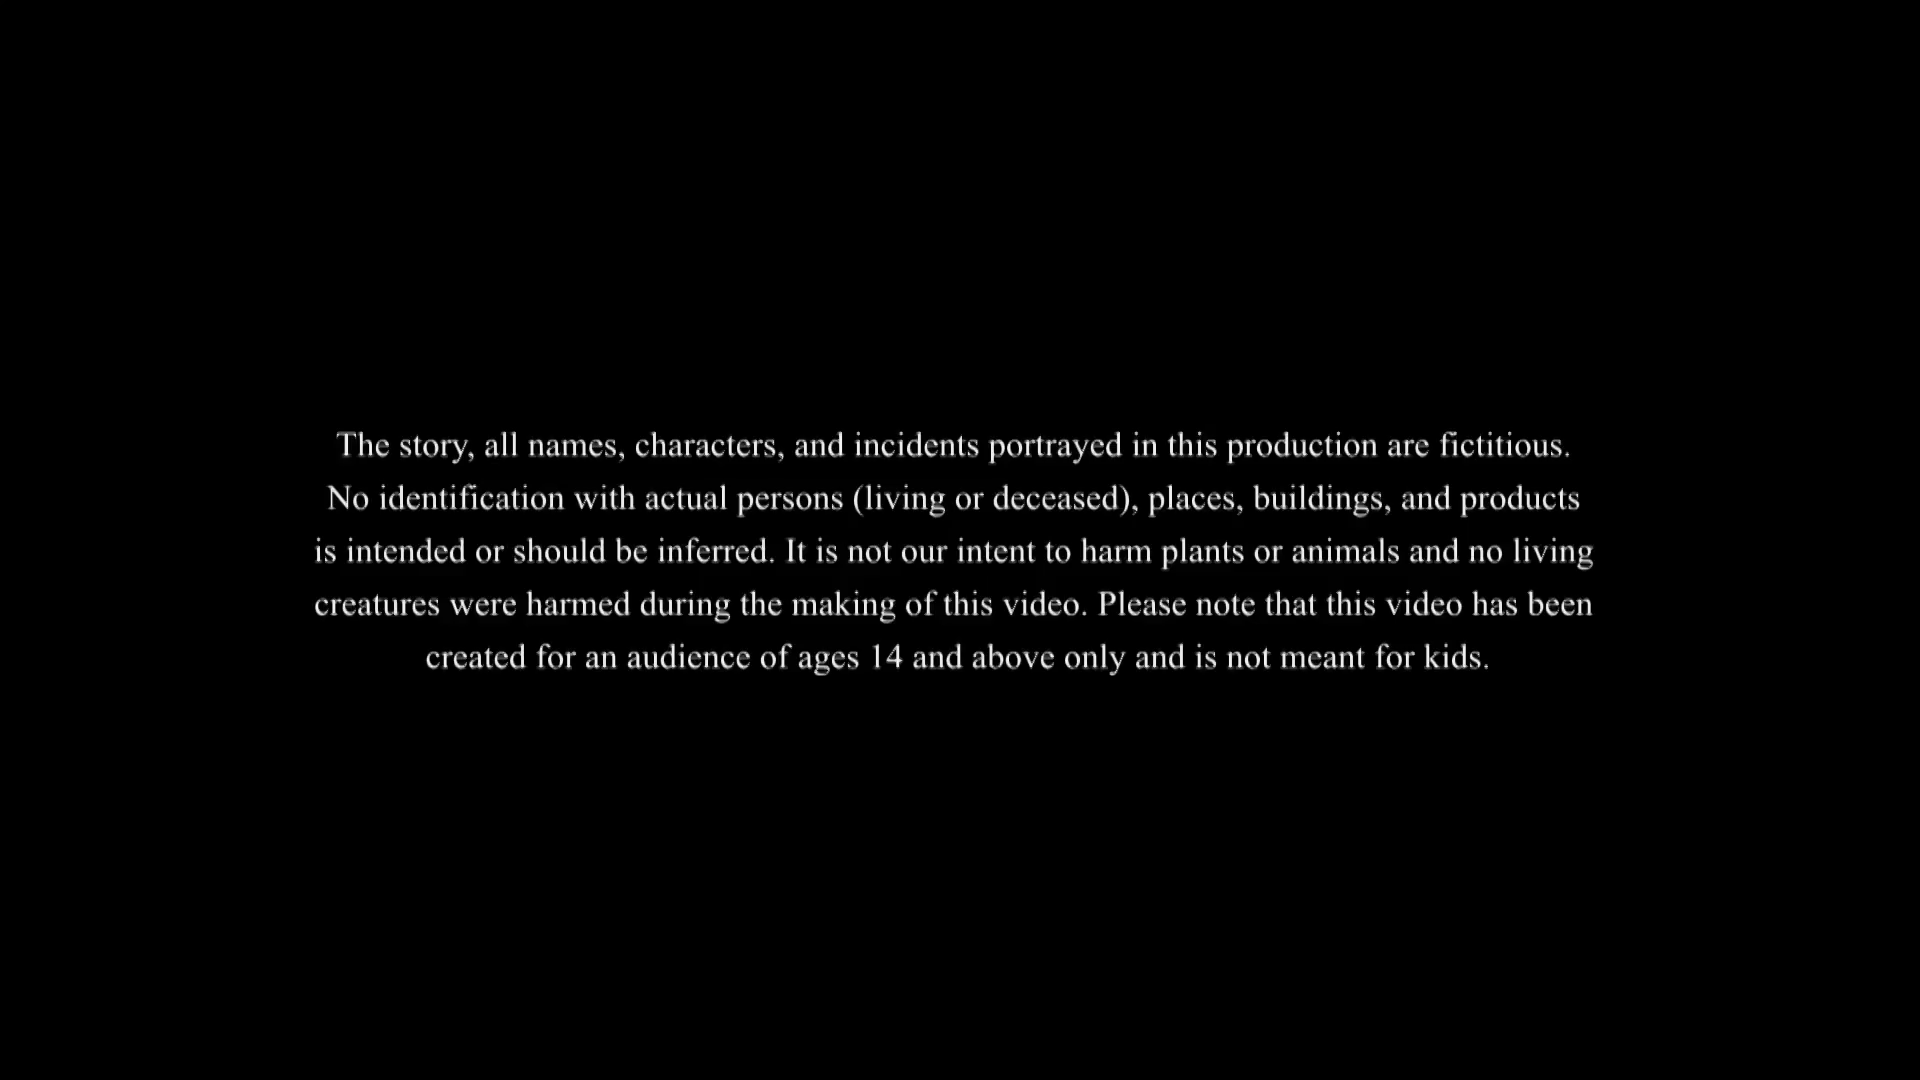 The story, all names, characters, and incidents portrayed in this production are fictitious.
No identification with actual persons (living or deceased), places, buildings, and products
is intended or should be inferred. It is not our intent to harm plants or animals and no living
creatures were harmed during the making of this video. Please note that this video has been
created for an audience of ages 14 and above only and is not meant for kids.